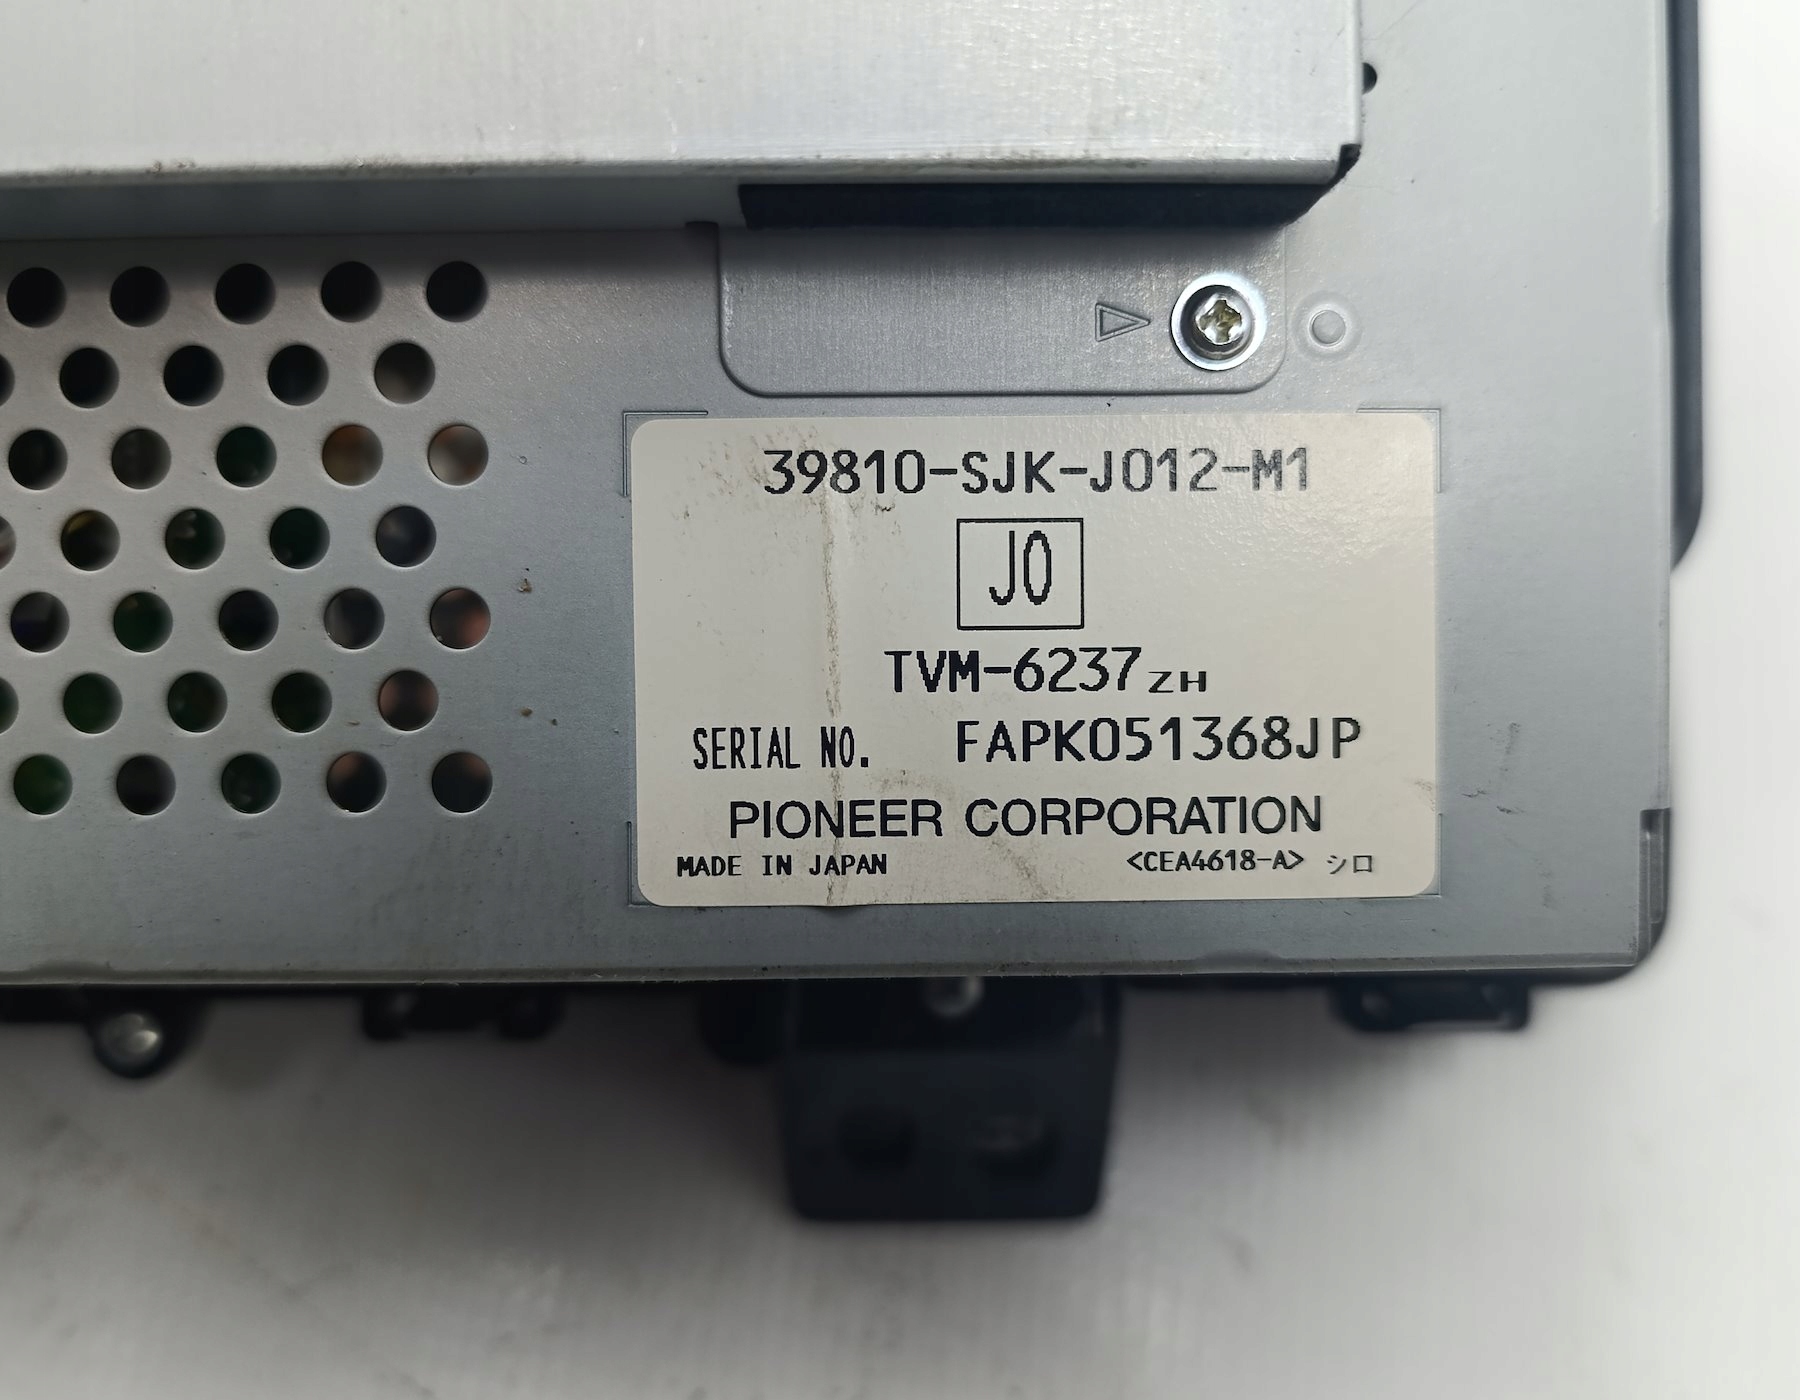 39810-SJK-J012-M1
J0
TVM-6237ZH
SERIAL NO. FAPK051368JP
PIONEER CORPORATION
MADE IN JAPAN <CEA4618-A> シロ